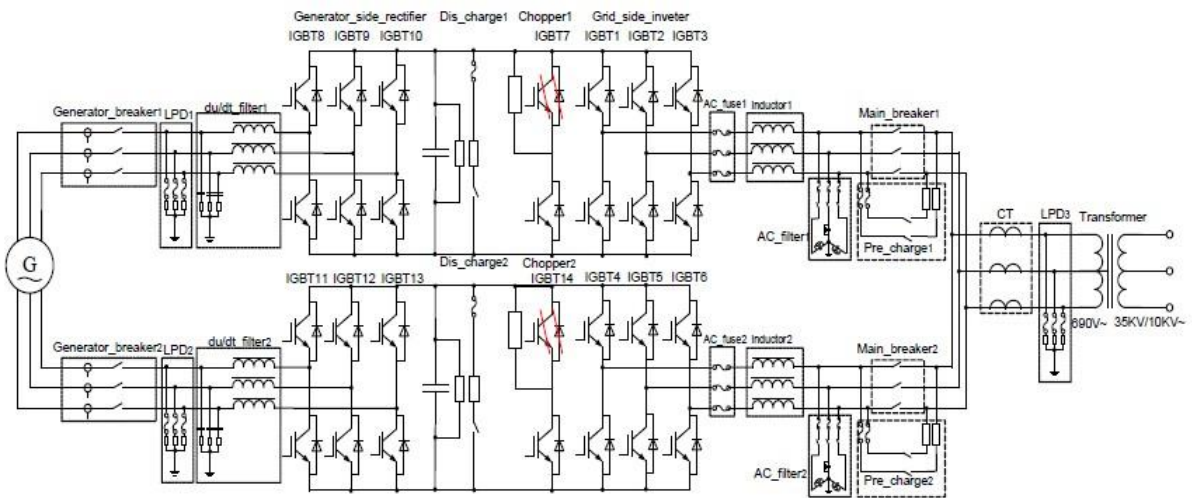 Generator_side_rectifier Dis_charge1 Chopper1 Grid_side_inveter
IGBT8 IGBT9 IGBT10 IGBT7 IGBT1 IGBT2 IGBT3
Generator_breaker1 LPD1 du/dt_filter1 AC_fuse1 Inductor1 Main_breaker1
AC_filter1 Pre_charge1
CT LPD3 Transformer
G
Dis_charge2 Chopper2
IGBT11 IGBT12 IGBT13 IGBT14 IGBT4 IGBT5 IGBT6
690V~ 35KV/10KV~
Generator_breaker2 LPD2 du/dt_filter2 AC_fuse2 Inductor2 Main_breaker2
AC_filter2 Pre_charge2